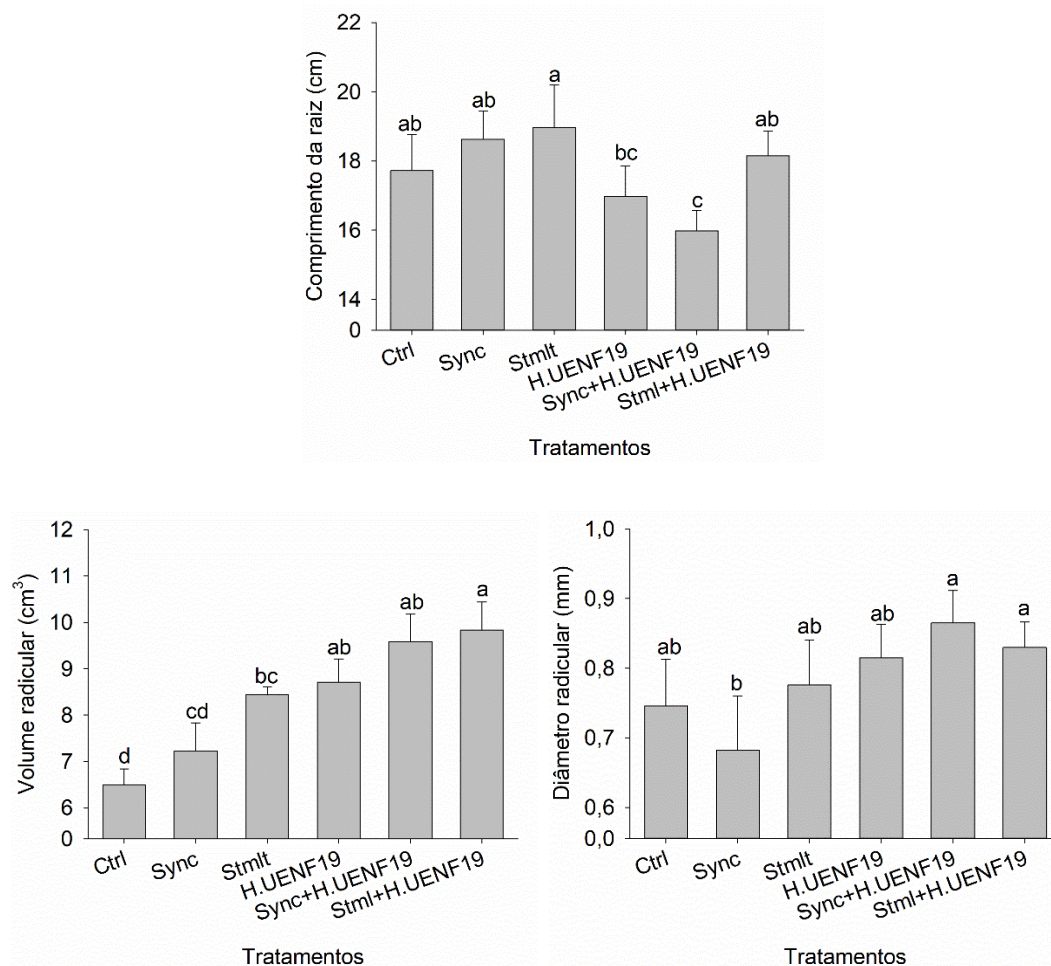 Comprimento da raiz (cm)
22
20
18
16
14
0
ab
ab
a
bc
c
ab
Ctrl
Sync
Stmlt
H.UENF19
Sync+H.UENF19
Stml+H.UENF19
Tratamentos
Volume radicular (cm³)
12
11
10
9
8
7
6
0
d
cd
bc
ab
ab
a
Ctrl
Sync
Stmlt
H.UENF19
Sync+H.UENF19
Stml+H.UENF19
Tratamentos
Diâmetro radicular (mm)
1,0
0,9
0,8
0,7
0,6
0,0
ab
b
ab
ab
a
a
Ctrl
Sync
Stmlt
H.UENF19
Sync+H.UENF19
Stml+H.UENF19
Tratamentos